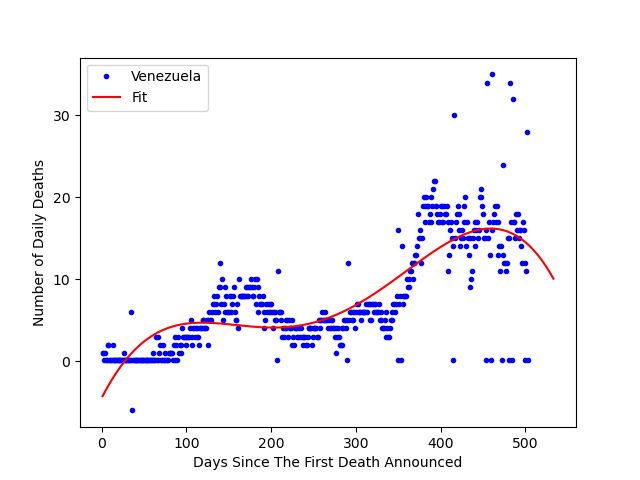 Venezuela
Fit
30
20
10
0
0 100 200 300 400 500
Number of Daily Deaths
Days Since The First Death Announced